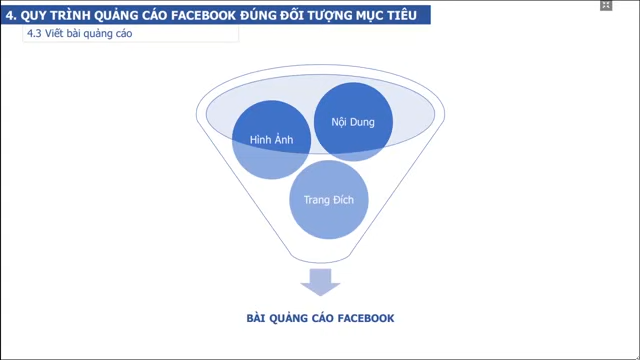 4. QUY TRÌNH QUẢNG CÁO FACEBOOK ĐÚNG ĐỐI TƯỢNG MỤC TIÊU
4.3 Viết bài quảng cáo
Nội Dung
Hình Ảnh
Trang Đích
BÀI QUẢNG CÁO FACEBOOK